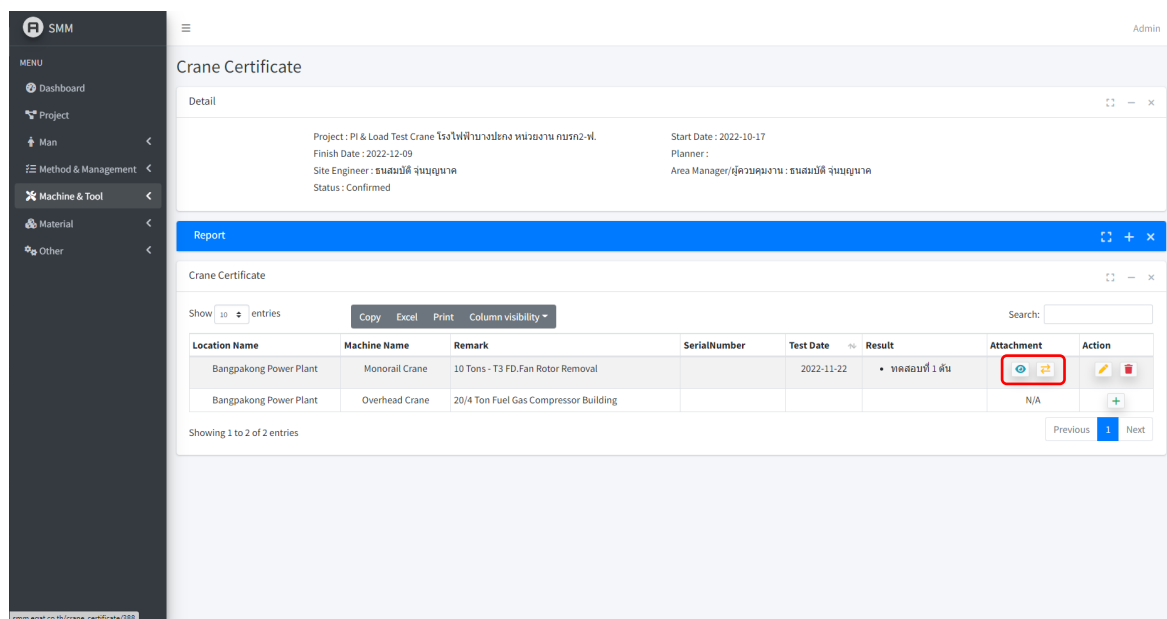 SMM
Admin
MENU
Dashboard
Project
Man
Method & Management
Machine & Tool
Material
Other
Crane Certificate
Detail
Project : PI & Load Test Crane โรงไฟฟ้าบางปะกง หน่วยงาน กบรก2-ฟ. Start Date : 2022-10-17
Finish Date : 2022-12-09 Planner :
Site Engineer : ธนสมบัติ จุ่นบุญนาค Area Manager/ผู้ควบคุมงาน : ธนสมบัติ จุ่นบุญนาค
Status : Confirmed
Report
Crane Certificate
Show 10 entries Copy Excel Print Column visibility Search:
Location Name Machine Name Remark SerialNumber Test Date Result Attachment Action
Bangpakong Power Plant Monorail Crane 10 Tons - T3 FD.Fan Rotor Removal 2022-11-22 • ทดสอบที่ 1 ตัน
Bangpakong Power Plant Overhead Crane 20/4 Ton Fuel Gas Compressor Building N/A
Showing 1 to 2 of 2 entries Previous 1 Next
smm.egat.co.th/crane_certificate/388